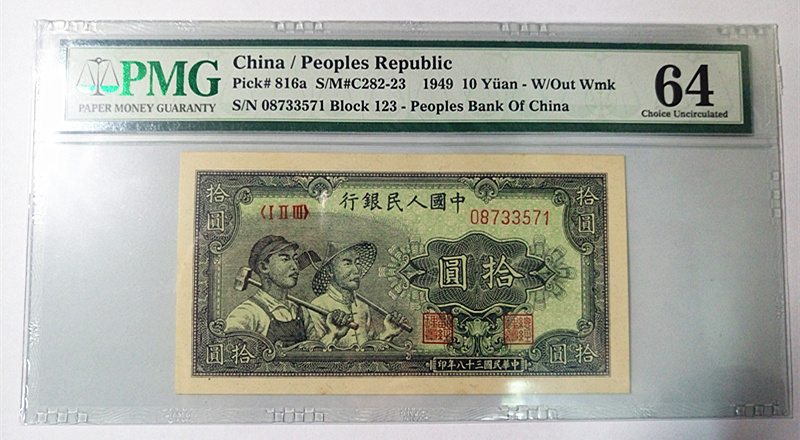 PMG
PAPER MONEY GUARANTY
China / Peoples Republic
Pick# 816a S/M#C282-23 1949 10 Yüan - W/Out Wmk
S/N 08733571 Block 123 - Peoples Bank Of China
64
Choice Uncirculated
行銀民人國中
〈I II III〉
08733571
拾圓
拾圓
圓拾
圓拾
圓拾
印年八十三國民華中